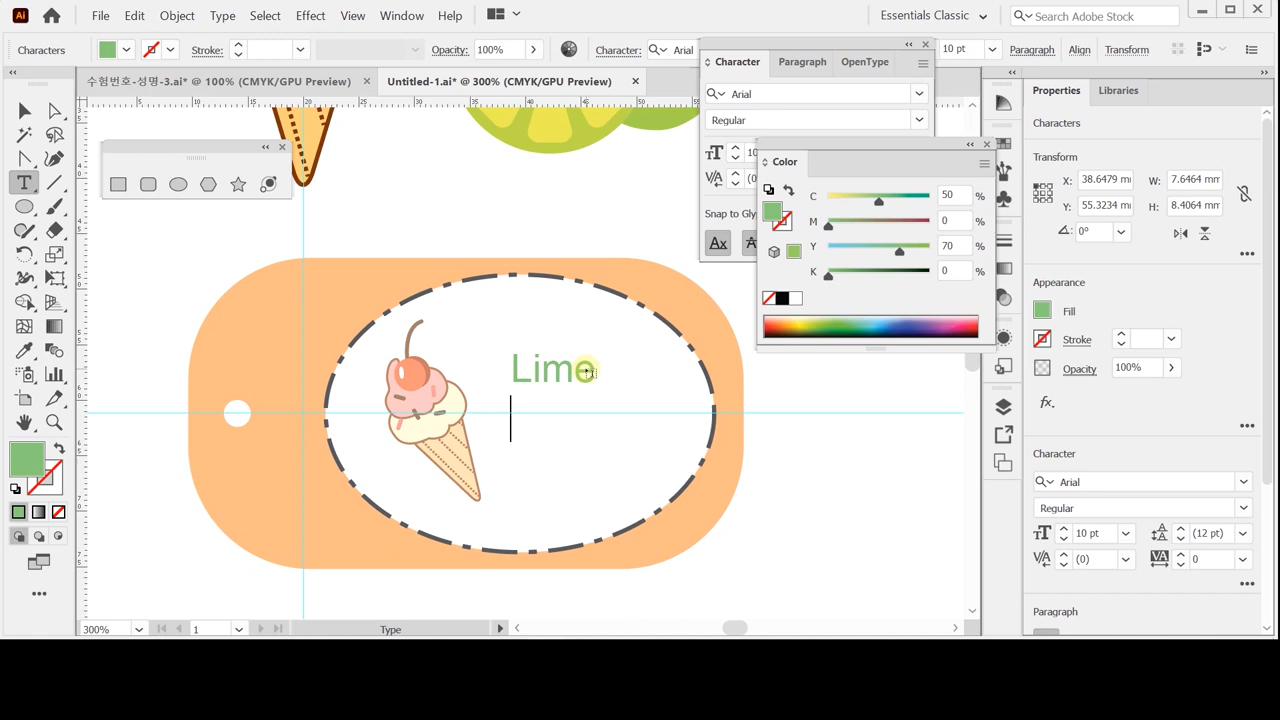 File Edit Object Type Select Effect View Window Help Essentials Classic Search Adobe Stock
Characters Stroke: Opacity: 100% Character: Arial 10 pt Paragraph Align Transform
수험번호-성명-3.ai* @ 100% (CMYK/GPU Preview) Untitled-1.ai* @ 300% (CMYK/GPU Preview)
Character Paragraph OpenType
Arial
Regular
Snap to Gly
Color
C 50 %
M 0 %
Y 70 %
K 0 %
Properties Libraries
Characters
Transform
X: 38.6479 mm W: 7.6464 mm
Y: 55.3234 mm H: 8.4064 mm
0°
Appearance
Fill
Stroke
Opacity 100%
fx.
Character
Arial
Regular
10 pt (12 pt)
(0) 0
Paragraph
Lime
300% 1 Type